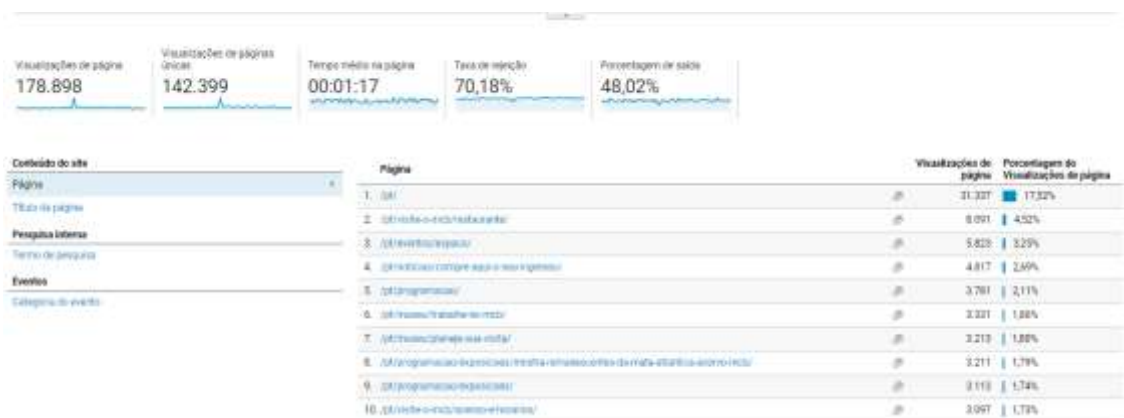 Visualizações de página
178.898
Visualizações de páginas únicas
142.399
Tempo médio na página
00:01:17
Taxa de rejeição
70,18%
Porcentagem de saída
48,02%
Conteúdo do site
Página
Título da página
Pesquisa interna
Termo de pesquisa
Eventos
Categoria do evento
Página
Visualizações de página
Porcentagem do Visualizações de página
1. /pt/ 31.337 17,52%
2. /pt/visite-o-mcb/restaurante/ 8.091 4,52%
3. /pt/eventos/espaco/ 5.823 3,25%
4. /pt/noticias/compre-aqui-o-seu-ingresso/ 4.817 2,69%
5. /pt/programacao/ 3.781 2,11%
6. /pt/museu/trabalhe-no-mcb/ 3.331
7. /pt/museu/planeje-sua-visita/ 3.213 1,80%
8. 3.211 1,79%
9. /pt/programacao/exposicoes/ 3.113 1,74%
10. 3.097 1,73%